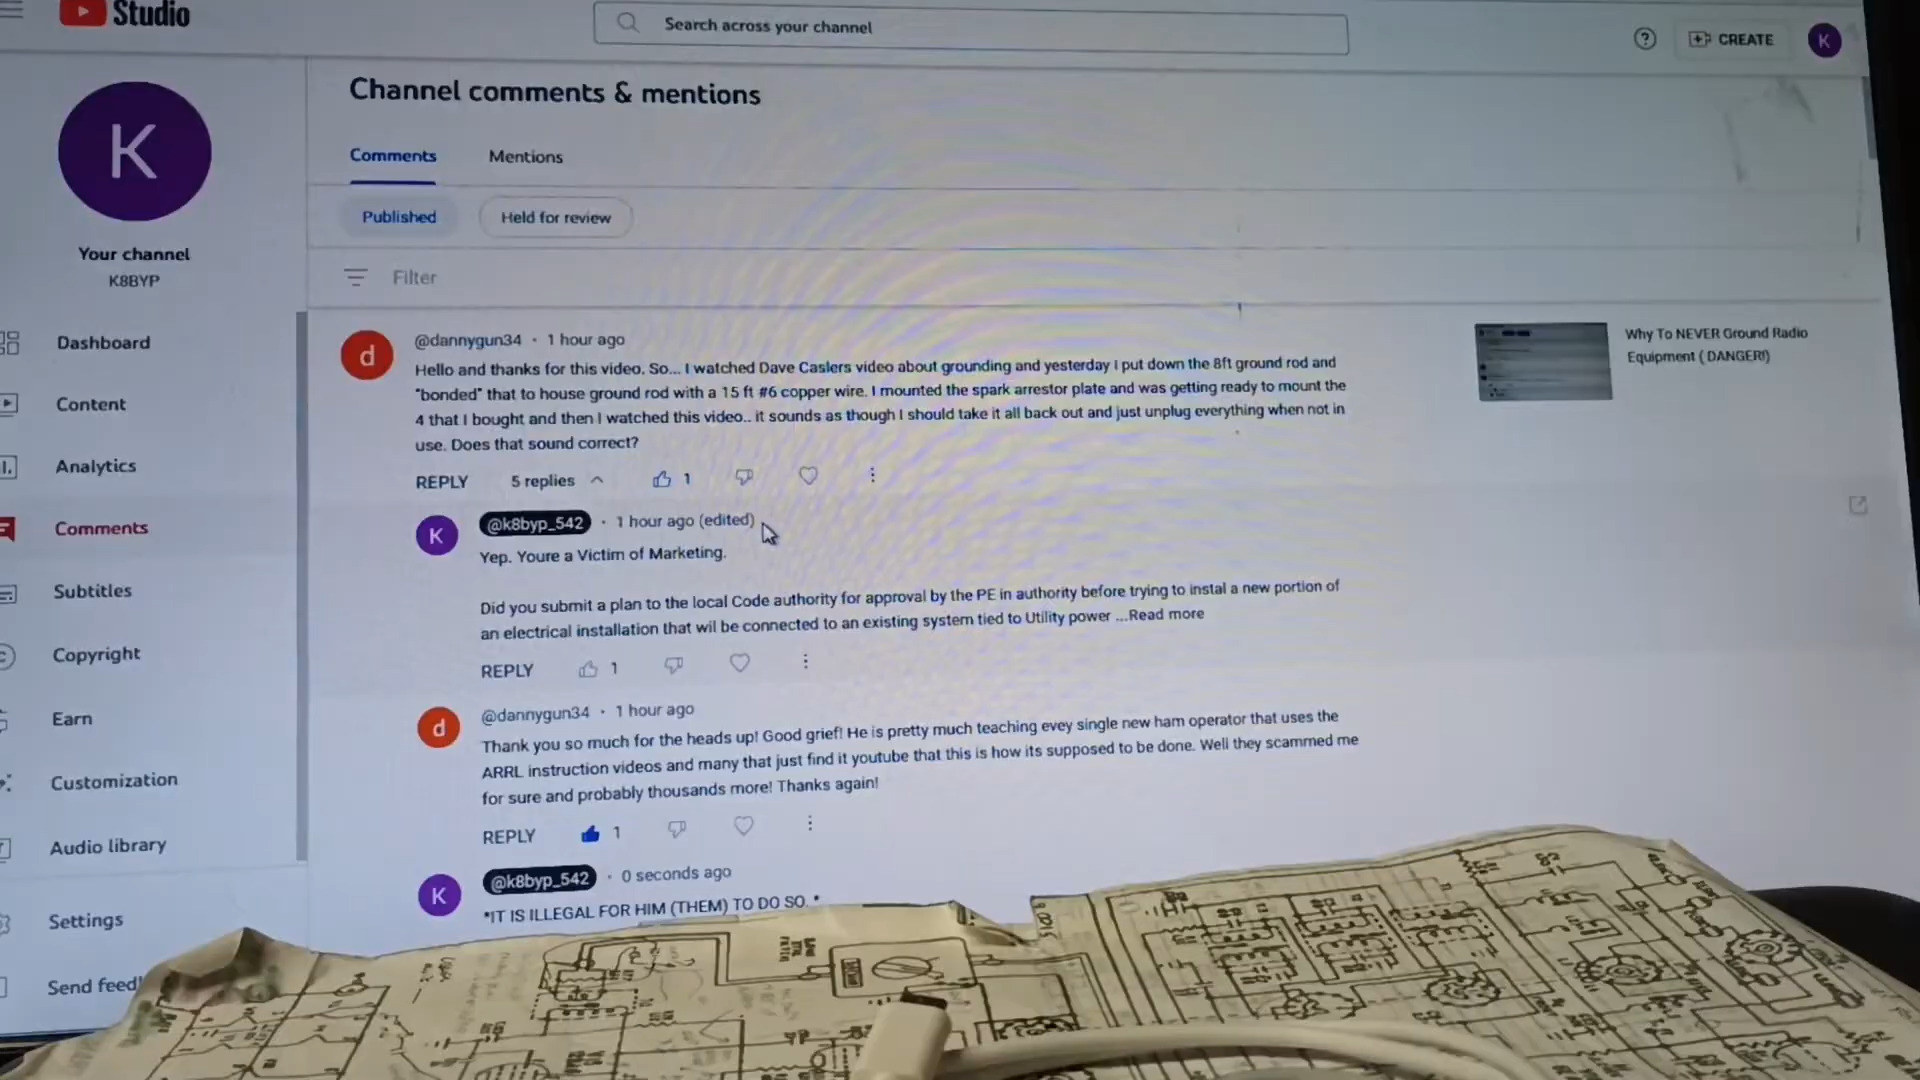 Studio
Search across your channel
CREATE
K
K
Your channel
K8BYP
Dashboard
Content
Analytics
Comments
Subtitles
Copyright
Earn
Customization
Audio library
Settings
Send feed
Channel comments & mentions
Comments
Mentions
Published
Held for review
Filter
d
@dannygun34 · 1 hour ago
Hello and thanks for this video. So... I watched Dave Caslers video about grounding and yesterday I put down the 8ft ground rod and
"bonded" that to house ground rod with a 15 ft #6 copper wire. I mounted the spark arrestor plate and was getting ready to mount the
4 that I bought and then I watched this video.. it sounds as though I should take it all back out and just unplug everything when not in
use. Does that sound correct?
REPLY
5 replies
1
Why To NEVER Ground Radio
Equipment ( DANGER!)
K
@k8byp_542 · 1 hour ago (edited)
Yep. Youre a Victim of Marketing.
Did you submit a plan to the local Code authority for approval by the PE in authority before trying to instal a new portion of
an electrical installation that wil be connected to an existing system tied to Utility power ...Read more
REPLY
1
d
@dannygun34 · 1 hour ago
Thank you so much for the heads up! Good grief! He is pretty much teaching evey single new ham operator that uses the
ARRL instruction videos and many that just find it youtube that this is how its supposed to be done. Well they scammed me
for sure and probably thousands more! Thanks again!
REPLY
1
K
@k8byp_542 · 0 seconds ago
*IT IS ILLEGAL FOR HIM (THEM) TO DO SO. *